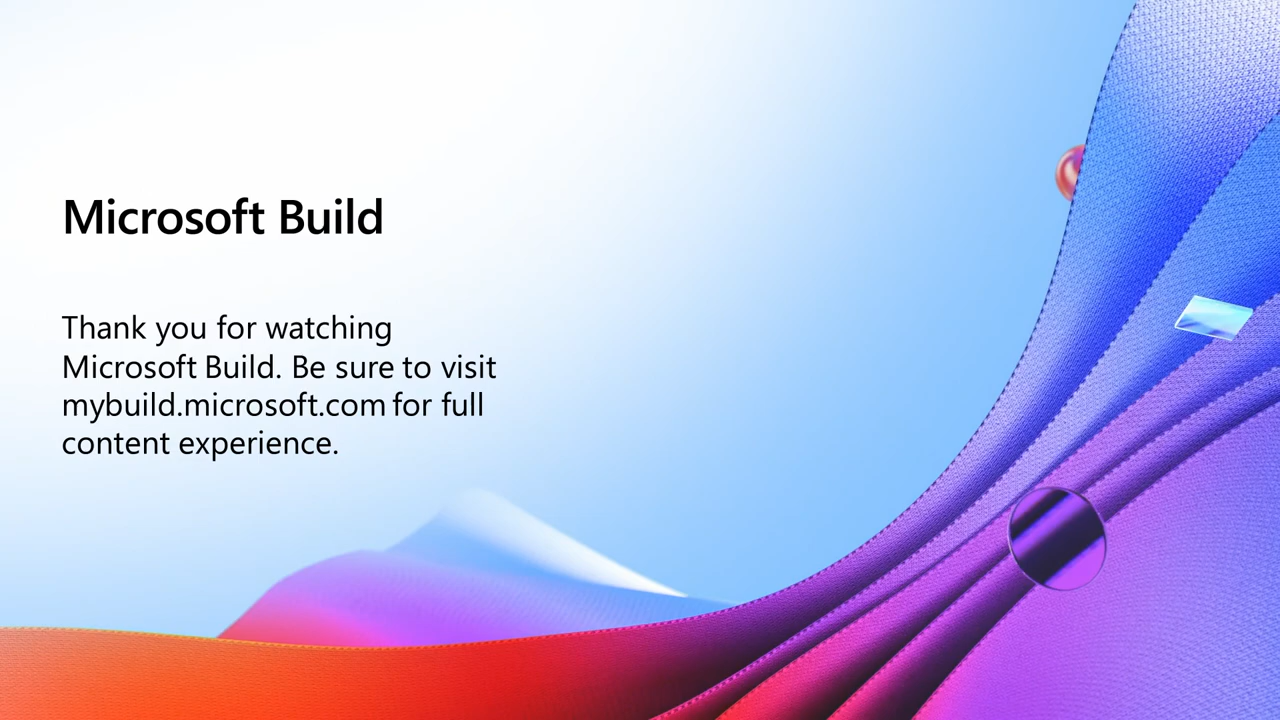 Microsoft Build
Thank you for watching
Microsoft Build. Be sure to visit
mybuild.microsoft.com for full
content experience.